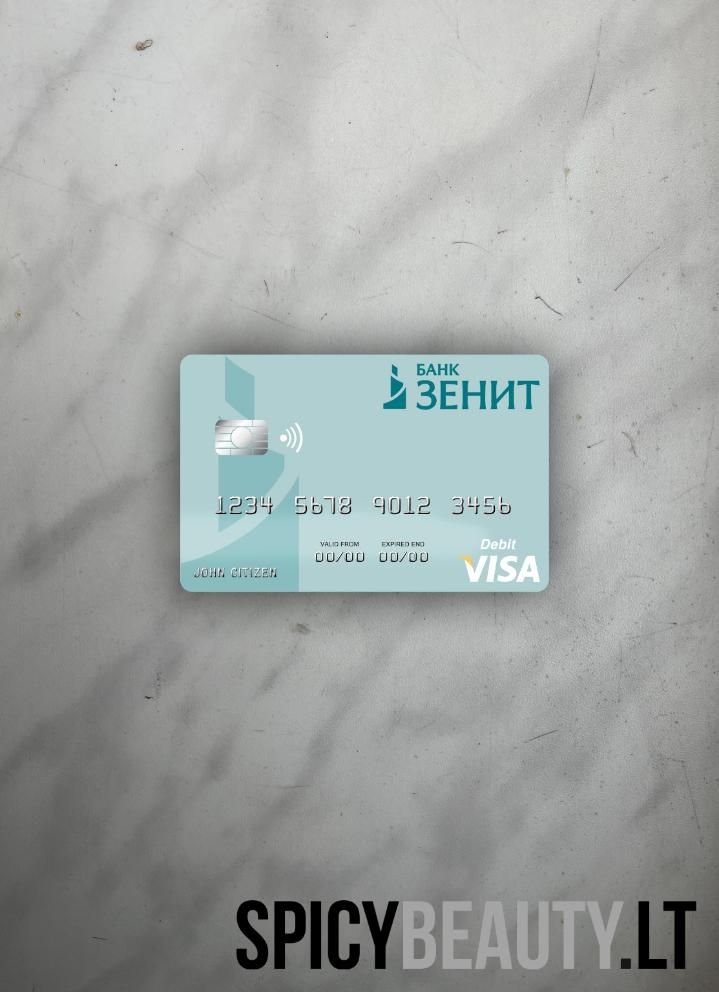 БАНК
ЗЕНИТ
1234 5678 9012 3456
VALID FROM EXPIRED END
00/00 00/00
JOHN CITIZEN
Debit
VISA
SPICYBEAUTY.LT